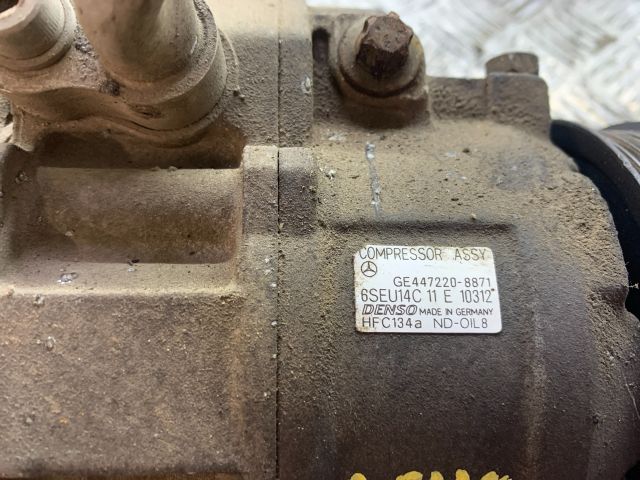 COMPRESSOR ASSY
GE447220-8871
6SEU14C 11 E 10312
DENSO MADE IN GERMANY
HFC134a ND-OIL8